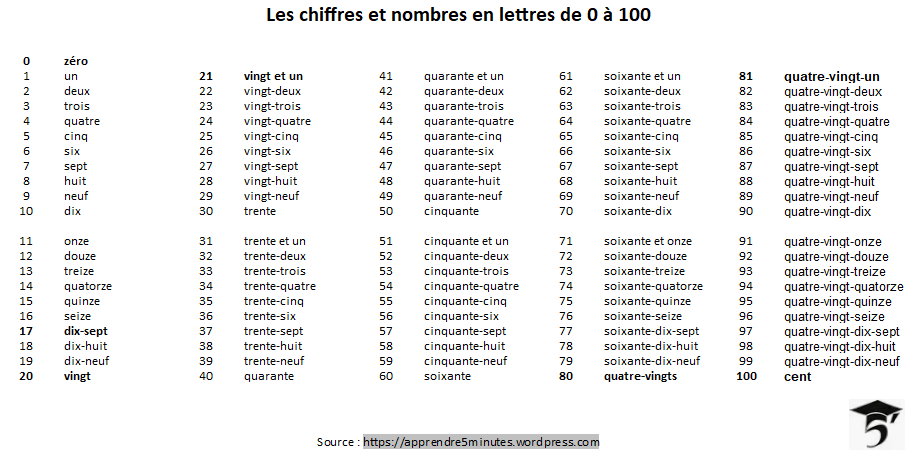 Les chiffres et nombres en lettres de 0 à 100
0 zéro
1 un 21 vingt et un 41 quarante et un 61 soixante et un 81 quatre-vingt-un
2 deux 22 vingt-deux 42 quarante-deux 62 soixante-deux 82 quatre-vingt-deux
3 trois 23 vingt-trois 43 quarante-trois 63 soixante-trois 83 quatre-vingt-trois
4 quatre 24 vingt-quatre 44 quarante-quatre 64 soixante-quatre 84 quatre-vingt-quatre
5 cinq 25 vingt-cinq 45 quarante-cinq 65 soixante-cinq 85 quatre-vingt-cinq
6 six 26 vingt-six 46 quarante-six 66 soixante-six 86 quatre-vingt-six
7 sept 27 vingt-sept 47 quarante-sept 67 soixante-sept 87 quatre-vingt-sept
8 huit 28 vingt-huit 48 quarante-huit 68 soixante-huit 88 quatre-vingt-huit
9 neuf 29 vingt-neuf 49 quarante-neuf 69 soixante-neuf 89 quatre-vingt-neuf
10 dix 30 trente 50 cinquante 70 soixante-dix 90 quatre-vingt-dix
11 onze 31 trente et un 51 cinquante et un 71 soixante et onze 91 quatre-vingt-onze
12 douze 32 trente-deux 52 cinquante-deux 72 soixante-douze 92 quatre-vingt-douze
13 treize 33 trente-trois 53 cinquante-trois 73 soixante-treize 93 quatre-vingt-treize
14 quatorze 34 trente-quatre 54 cinquante-quatre 74 soixante-quatorze 94 quatre-vingt-quatorze
15 quinze 35 trente-cinq 55 cinquante-cinq 75 soixante-quinze 95 quatre-vingt-quinze
16 seize 36 trente-six 56 cinquante-six 76 soixante-seize 96 quatre-vingt-seize
17 dix-sept 37 trente-sept 57 cinquante-sept 77 soixante-dix-sept 97 quatre-vingt-dix-sept
18 dix-huit 38 trente-huit 58 cinquante-huit 78 soixante-dix-huit 98 quatre-vingt-dix-huit
19 dix-neuf 39 trente-neuf 59 cinquante-neuf 79 soixante-dix-neuf 99 quatre-vingt-dix-neuf
20 vingt 40 quarante 60 soixante 80 quatre-vingts 100 cent
5'
Source : https://apprendre5minutes.wordpress.com